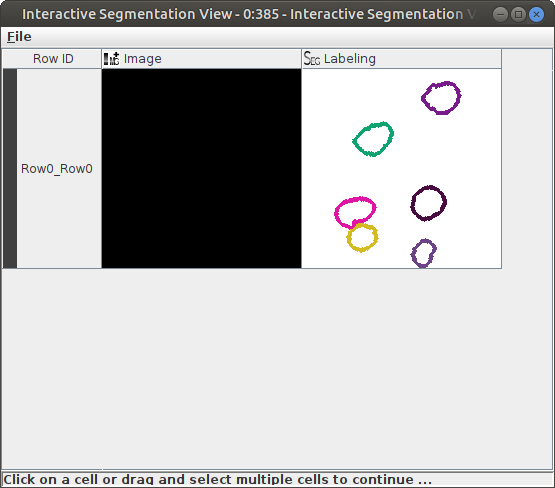 Interactive Segmentation View - 0:385 - Interactive Segmentation V
File
Row ID
Image
SEG Labeling
Row0_Row0
Click on a cell or drag and select multiple cells to continue ...